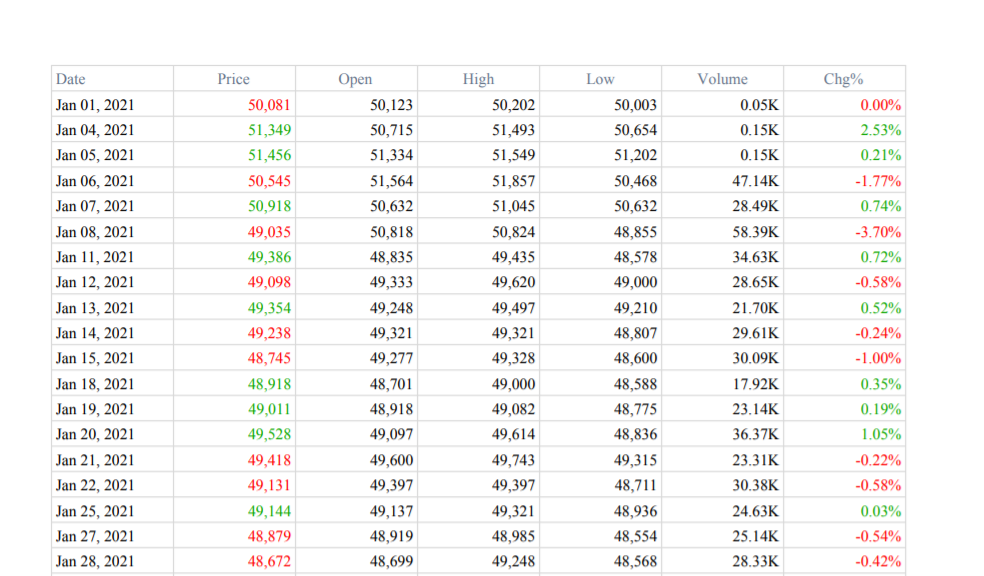 Date Price Open High Low Volume Chg%
Jan 01, 2021 50,081 50,123 50,202 50,003 0.05K 0.00%
Jan 04, 2021 51,349 50,715 51,493 50,654 0.15K 2.53%
Jan 05, 2021 51,456 51,334 51,549 51,202 0.15K 0.21%
Jan 06, 2021 50,545 51,564 51,857 50,468 47.14K -1.77%
Jan 07, 2021 50,918 50,632 51,045 50,632 28.49K 0.74%
Jan 08, 2021 49,035 50,818 50,824 48,855 58.39K -3.70%
Jan 11, 2021 49,386 48,835 49,435 48,578 34.63K 0.72%
Jan 12, 2021 49,098 49,333 49,620 49,000 28.65K -0.58%
Jan 13, 2021 49,354 49,248 49,497 49,210 21.70K 0.52%
Jan 14, 2021 49,238 49,321 49,321 48,807 29.61K -0.24%
Jan 15, 2021 48,745 49,277 49,328 48,600 30.09K -1.00%
Jan 18, 2021 48,918 48,701 49,000 48,588 17.92K 0.35%
Jan 19, 2021 49,011 48,918 49,082 48,775 23.14K 0.19%
Jan 20, 2021 49,528 49,097 49,614 48,836 36.37K 1.05%
Jan 21, 2021 49,418 49,600 49,743 49,315 23.31K -0.22%
Jan 22, 2021 49,131 49,397 49,397 48,711 30.38K -0.58%
Jan 25, 2021 49,144 49,137 49,321 48,936 24.63K 0.03%
Jan 27, 2021 48,879 48,919 48,985 48,554 25.14K -0.54%
Jan 28, 2021 48,672 48,699 49,248 48,568 28.33K -0.42%